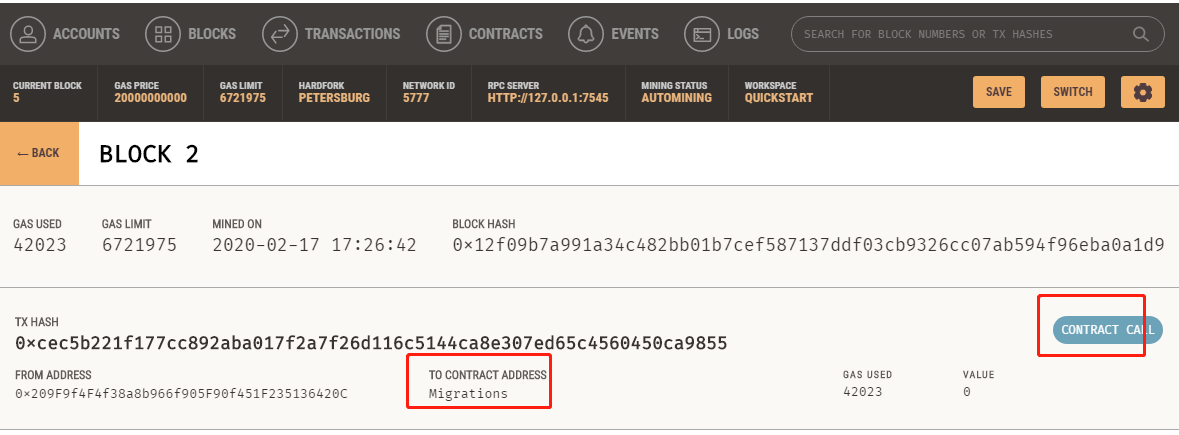 ACCOUNTS BLOCKS TRANSACTIONS CONTRACTS EVENTS LOGS SEARCH FOR BLOCK NUMBERS OR TX HASHES
CURRENT BLOCK GAS PRICE GAS LIMIT HARDFORK NETWORK ID RPC SERVER MINING STATUS WORKSPACE
5 20000000000 6721975 PETERSBURG 5777 HTTP://127.0.0.1:7545 AUTOMINING QUICKSTART
SAVE SWITCH
← BACK BLOCK 2
GAS USED GAS LIMIT MINED ON BLOCK HASH
42023 6721975 2020-02-17 17:26:42 0×12f09b7a991a34c482bb01b7cef587137ddf03cb9326cc07ab594f96eba0a1d9
TX HASH
0×cec5b221f177cc892aba017f2a7f26d116c5144ca8e307ed65c4560450ca9855
CONTRACT CALL
FROM ADDRESS TO CONTRACT ADDRESS GAS USED VALUE
0×209F9f4F4f38a8b966f905F90f451F235136420C Migrations 42023 0